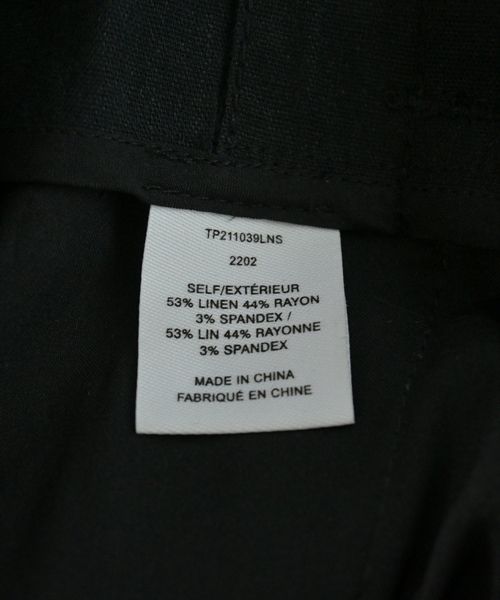 TP211039LNS
2202
SELF/EXTÉRIEUR
53% LINEN 44% RAYON
3% SPANDEX /
53% LIN 44% RAYONNE
3% SPANDEX
MADE IN CHINA
FABRIQUÉ EN CHINE